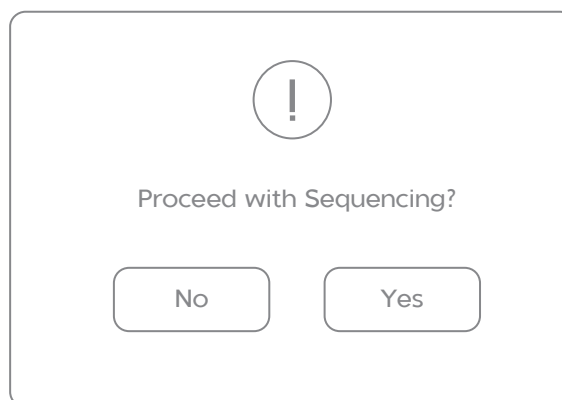 !
Proceed with Sequencing?
No
Yes